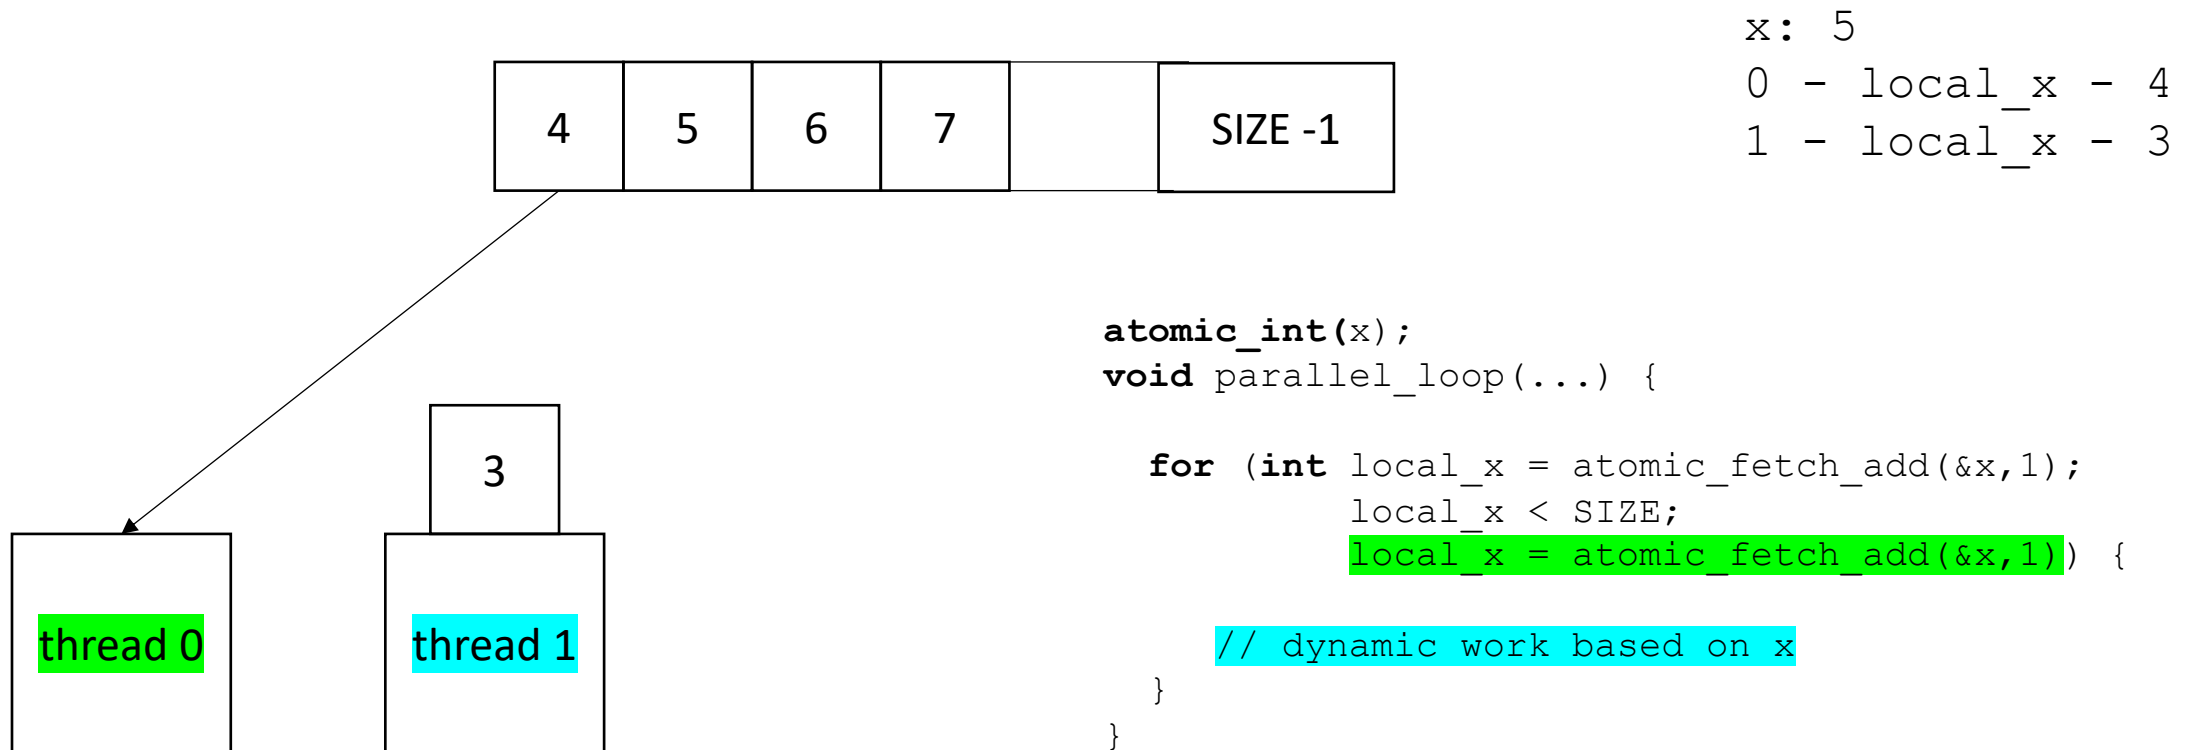 x: 5
0 - local_x - 4
1 - local_x - 3
4 5 6 7 SIZE -1
atomic_int(x);
void parallel_loop(...) {
for (int local_x = atomic_fetch_add(&x,1);
local_x < SIZE;
local_x = atomic_fetch_add(&x,1)) {
// dynamic work based on x
}
}
3
thread 0
thread 1